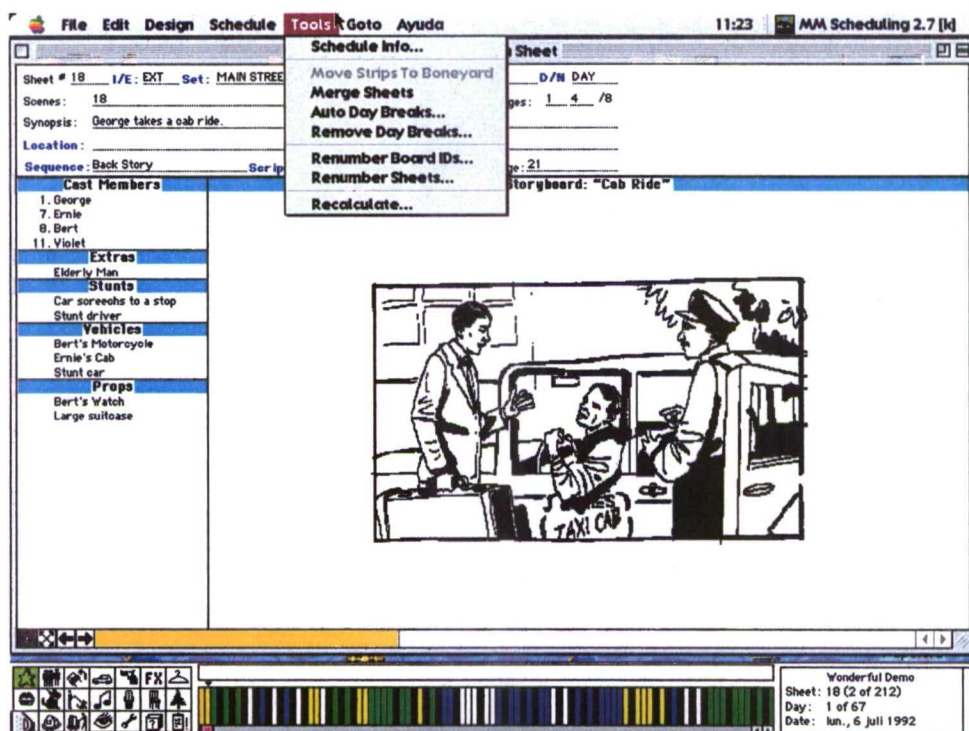 File Edit Design Schedule Tools Goto Ayuda 11:23 MM Scheduling 2.7 [k]
Sheet
Sheet # 18 I/E: EXT Set: MAIN STREE D/N DAY
Scenes: 18 ges: 1 4 /8
Synopsis: George takes a cab ride.
Location:
Sequence: Back Story Scrip e: 21
Schedule Info...
Move Strips To Boneyard
Merge Sheets
Auto Day Breaks...
Remove Day Breaks...
Renumber Board IDs...
Renumber Sheets...
Recalculate...
Cast Members
1. George
7. Ernie
8. Bert
11. Violet
Extras
Elderly Man
Stunts
Car screechs to a stop
Stunt driver
Vehicles
Bert's Motorcycle
Ernie's Cab
Stunt car
Props
Bert's Watch
Large suitcase
Storyboard: "Cab Ride"
TAXI CAB
FX
Wonderful Demo
Sheet: 18 (2 of 212)
Day: 1 of 67
Date: lun., 6 juli 1992